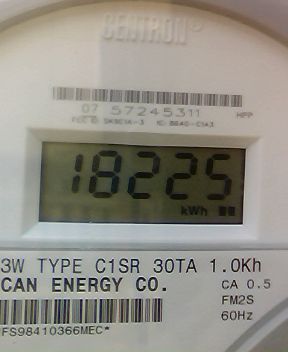 CENTRON®
07 57245311 HPP
18225
kWh
3W TYPE C1SR 30TA 1.0Kh
CAN ENERGY CO. CA 0.5
FM2S
60Hz
*FS98410366MEC*